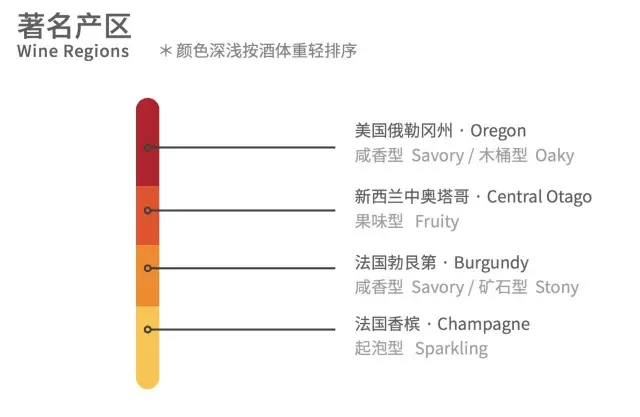 著名产区
Wine Regions
＊颜色深浅按酒体重轻排序
美国俄勒冈州 · Oregon
咸香型 Savory / 木桶型 Oaky
新西兰中奥塔哥 · Central Otago
果味型 Fruity
法国勃艮第 · Burgundy
咸香型 Savory / 矿石型 Stony
法国香槟 · Champagne
起泡型 Sparkling